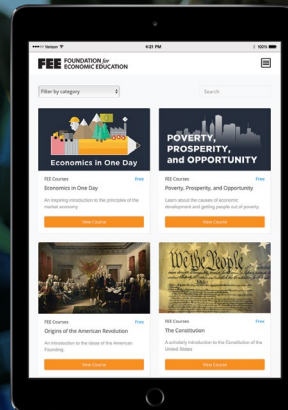 Verizon
4:21 PM
100%
FEE FOUNDATION for
ECONOMIC EDUCATION
Filter by category
Search
Economics in One Day
POVERTY,
PROSPERITY,
and OPPORTUNITY
FEE Courses Free
Economics in One Day
An inspiring introduction to the principles of the
market economy
View Course
FEE Courses Free
Poverty, Prosperity, and Opportunity
Learn about the causes of economic
development and getting people out of poverty.
View Course
We the People
FEE Courses Free
Origins of the American Revolution
An introduction to the ideas of the American
Founding.
View Course
FEE Courses Free
The Constitution
A scholarly introduction to the Constitution of the
United States
View Course